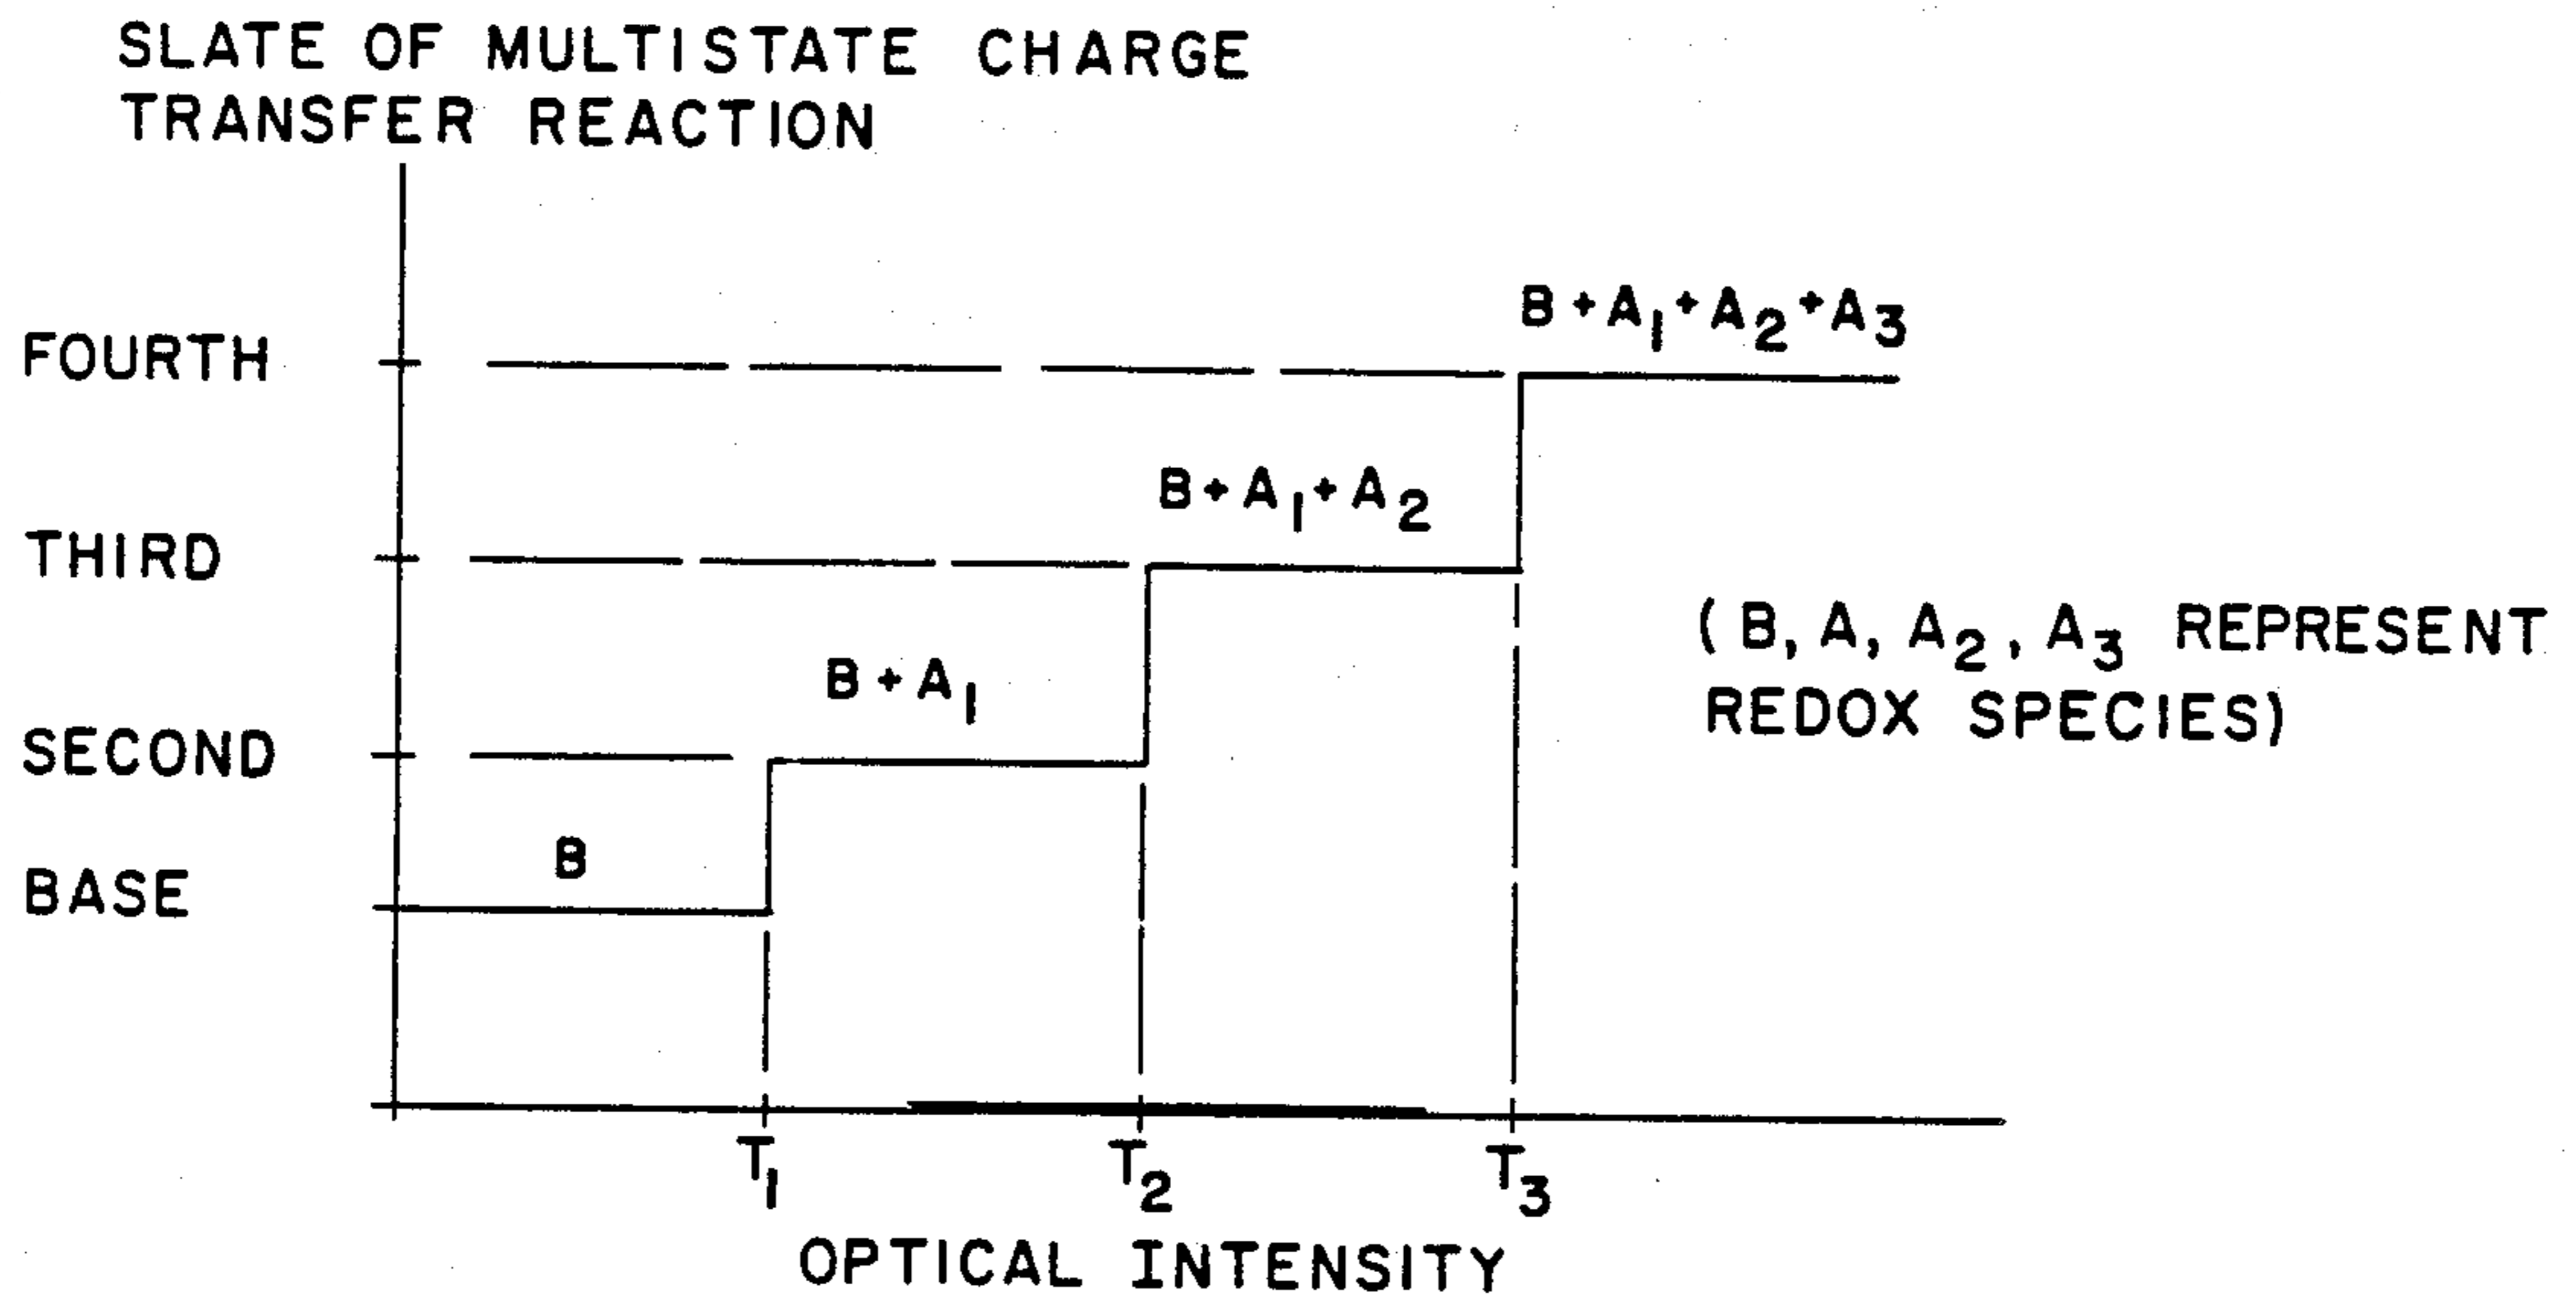 SLATE OF MULTISTATE CHARGE
TRANSFER REACTION
FOURTH
B + A1 + A2 + A3
THIRD
B + A1 + A2
(B, A, A2, A3 REPRESENT
REDOX SPECIES)
SECOND
B + A1
BASE
B
T1
T2
T3
OPTICAL INTENSITY